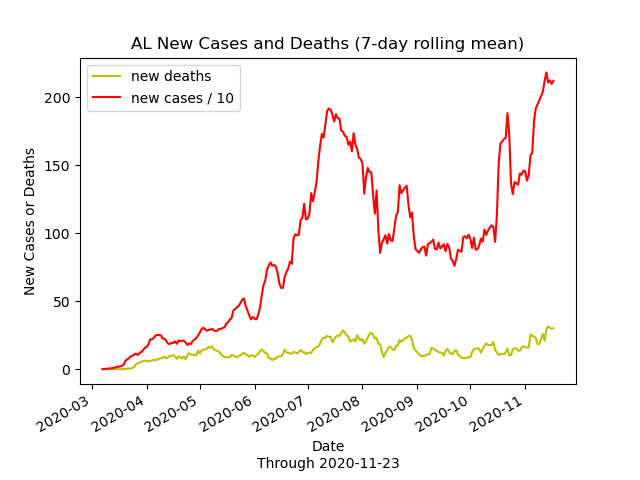 AL New Cases and Deaths (7-day rolling mean)
new deaths
new cases / 10
200
150
100
50
0
New Cases or Deaths
2020-03
2020-04
2020-05
2020-06
2020-07
2020-08
2020-09
2020-10
2020-11
Date
Through 2020-11-23